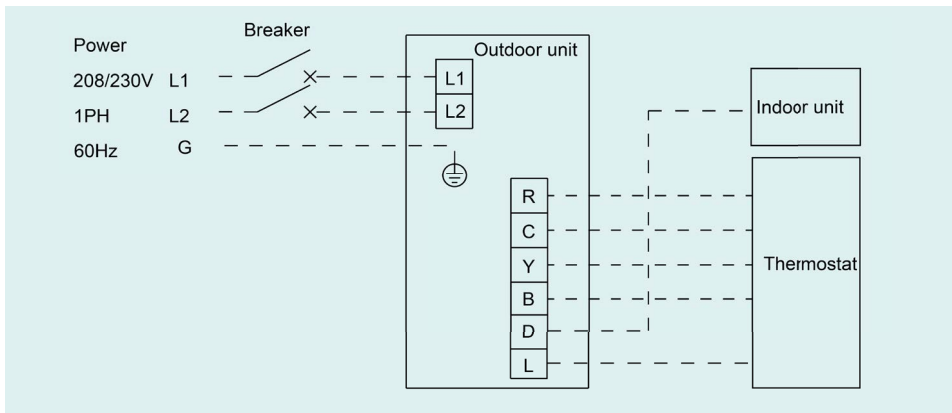 Breaker
Power
Outdoor unit
208/230V L1
L1
1PH L2
L2
60Hz G
Indoor unit
R
C
Y
B
D
L
Thermostat